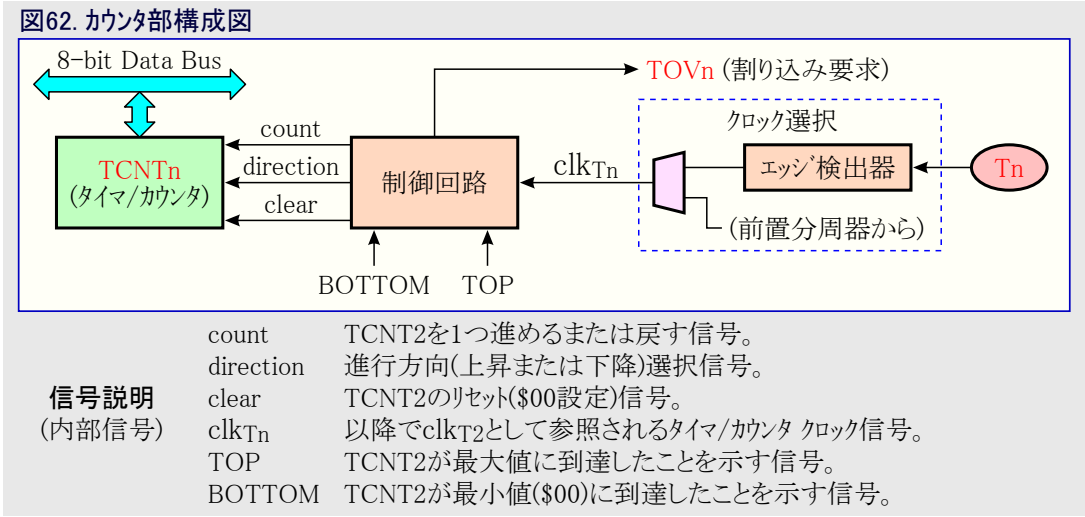 図62. カウンタ部構成図
8-bit Data Bus
TOVn (割り込み要求)
クロック選択
count
TCNTn
direction
制御回路
clkTn
エッジ検出器
Tn
(タイマ/カウンタ)
clear
(前置分周器から)
BOTTOM TOP
count TCNT2を1つ進めるまたは戻す信号。
direction 進行方向(上昇または下降)選択信号。
信号説明 clear TCNT2のリセット($00設定)信号。
(内部信号) clkTn 以降でclkT2として参照されるタイマ/カウンタ クロック信号。
TOP TCNT2が最大値に到達したことを示す信号。
BOTTOM TCNT2が最小値($00)に到達したことを示す信号。